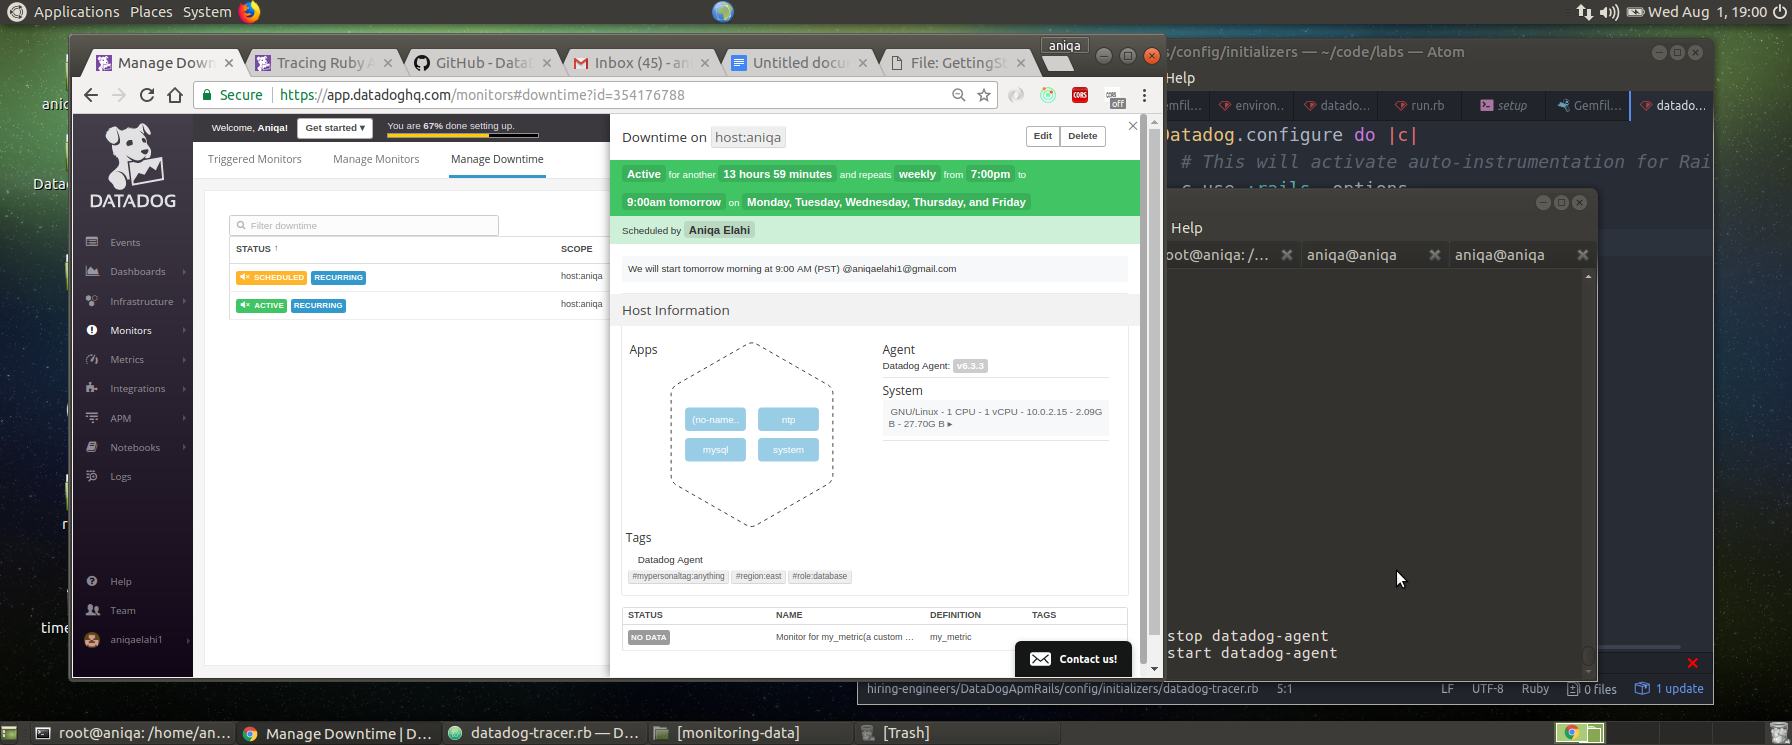 Applications Places System
Wed Aug 1, 19:00
aniqa
Manage Down
Tracing Ruby A
GitHub - DataD
Inbox (45) - an
Untitled docu
File: GettingSt
Secure https://app.datadoghq.com/monitors#downtime?id=354176788
CORS
off
s/config/initializers — ~/code/labs — Atom
Help
emfil...
environ..
datado...
run.rb
setup
Gemfil...
datado...
Datadog.configure do |c|
# This will activate auto-instrumentation for Rai
c.use :rails, options
Help
oot@aniqa: /...
aniqa@aniqa
aniqa@aniqa
stop datadog-agent
start datadog-agent
hiring-engineers/DataDogApmRails/config/initializers/datadog-tracer.rb 5:1
LF UTF-8 Ruby 0 files 1 update
DATADOG
Events
Dashboards
Infrastructure
Monitors
Metrics
Integrations
APM
Notebooks
Logs
Help
Team
aniqaelahi1
Welcome, Aniqa!
Get started ▾
You are 67% done setting up.
Triggered Monitors
Manage Monitors
Manage Downtime
Filter downtime
STATUS ↑ SCOPE
SCHEDULED RECURRING host:aniqa
ACTIVE RECURRING host:aniqa
Downtime on host:aniqa
Edit Delete
Active for another 13 hours 59 minutes and repeats weekly from 7:00pm to
9:00am tomorrow on Monday, Tuesday, Wednesday, Thursday, and Friday
Scheduled by Aniqa Elahi
We will start tomorrow morning at 9:00 AM (PST) @aniqaelahi1@gmail.com
Host Information
Apps
(no-name.. ntp
mysql system
Agent
Datadog Agent: v6.3.3
System
GNU/Linux - 1 CPU - 1 vCPU - 10.0.2.15 - 2.09G
B - 27.70G B ▸
Tags
Datadog Agent
#mypersonaltag:anything #region:east #role:database
STATUS NAME DEFINITION TAGS
NO DATA Monitor for my_metric(a custom ... my_metric
Contact us!
anic
Datad
time
root@aniqa: /home/an...
Manage Downtime | D...
datadog-tracer.rb — D...
[monitoring-data]
[Trash]